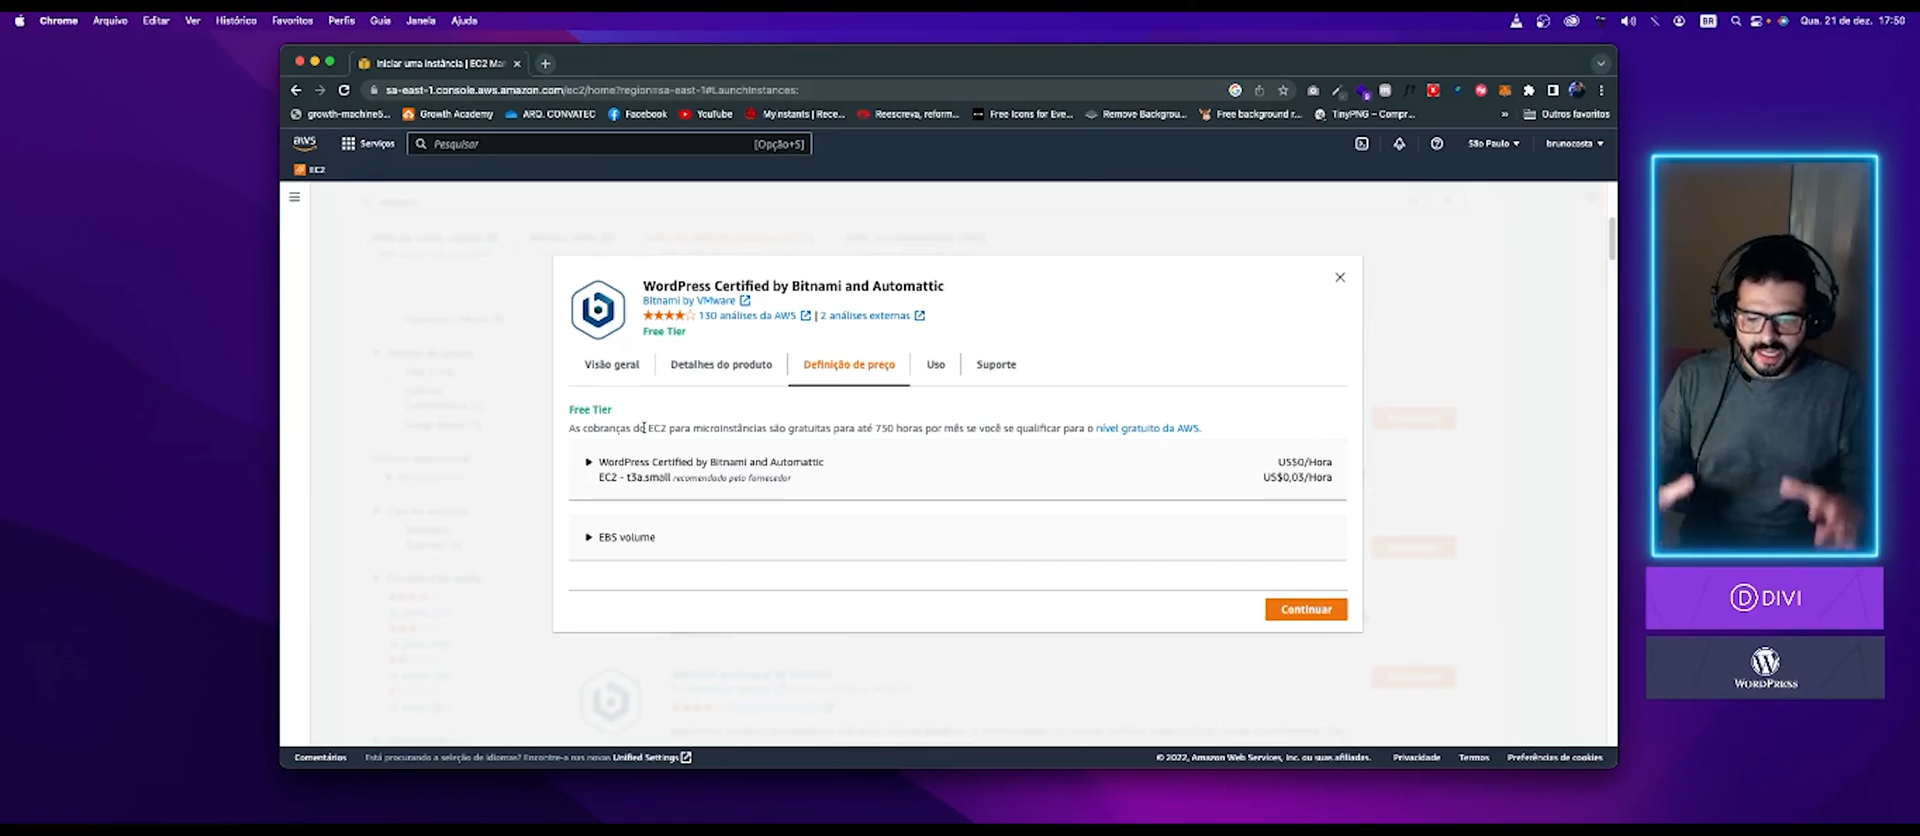 Chrome Arquivo Editar Ver Histórico Favoritos Perfis Guia Janela Ajuda
BR
Qua. 21 de dez. 17:50
Iniciar uma instância | EC2 Ma
sa-east-1.console.aws.amazon.com/ec2/home?region=sa-east-1#LaunchInstances:
growth-machine5... Growth Academy ARQ. CONVATEC Facebook YouTube Myinstants | Rece... Reescreva, reform... Free Icons for Eve... Remove Backgrou... Free background r... TinyPNG – Compr... » Outros favoritos
aws Serviços Pesquisar [Opção+S] São Paulo brunocosta
EC2
WordPress Certified by Bitnami and Automattic
Bitnami by VMware
130 análises da AWS | 2 análises externas
Free Tier
Visão geral Detalhes do produto Definição de preço Uso Suporte
Free Tier
As cobranças de EC2 para microinstâncias são gratuitas para até 750 horas por mês se você se qualificar para o nível gratuito da AWS.
WordPress Certified by Bitnami and Automattic US$0/Hora
EC2 - t3a.small recomendado pelo fornecedor US$0,03/Hora
EBS volume
Continuar
Comentários Está procurando a seleção de idiomas? Encontre-a nas novas Unified Settings © 2022, Amazon Web Services, Inc. ou suas afiliadas. Privacidade Termos Preferências de cookies
DIVI
WORDPRESS